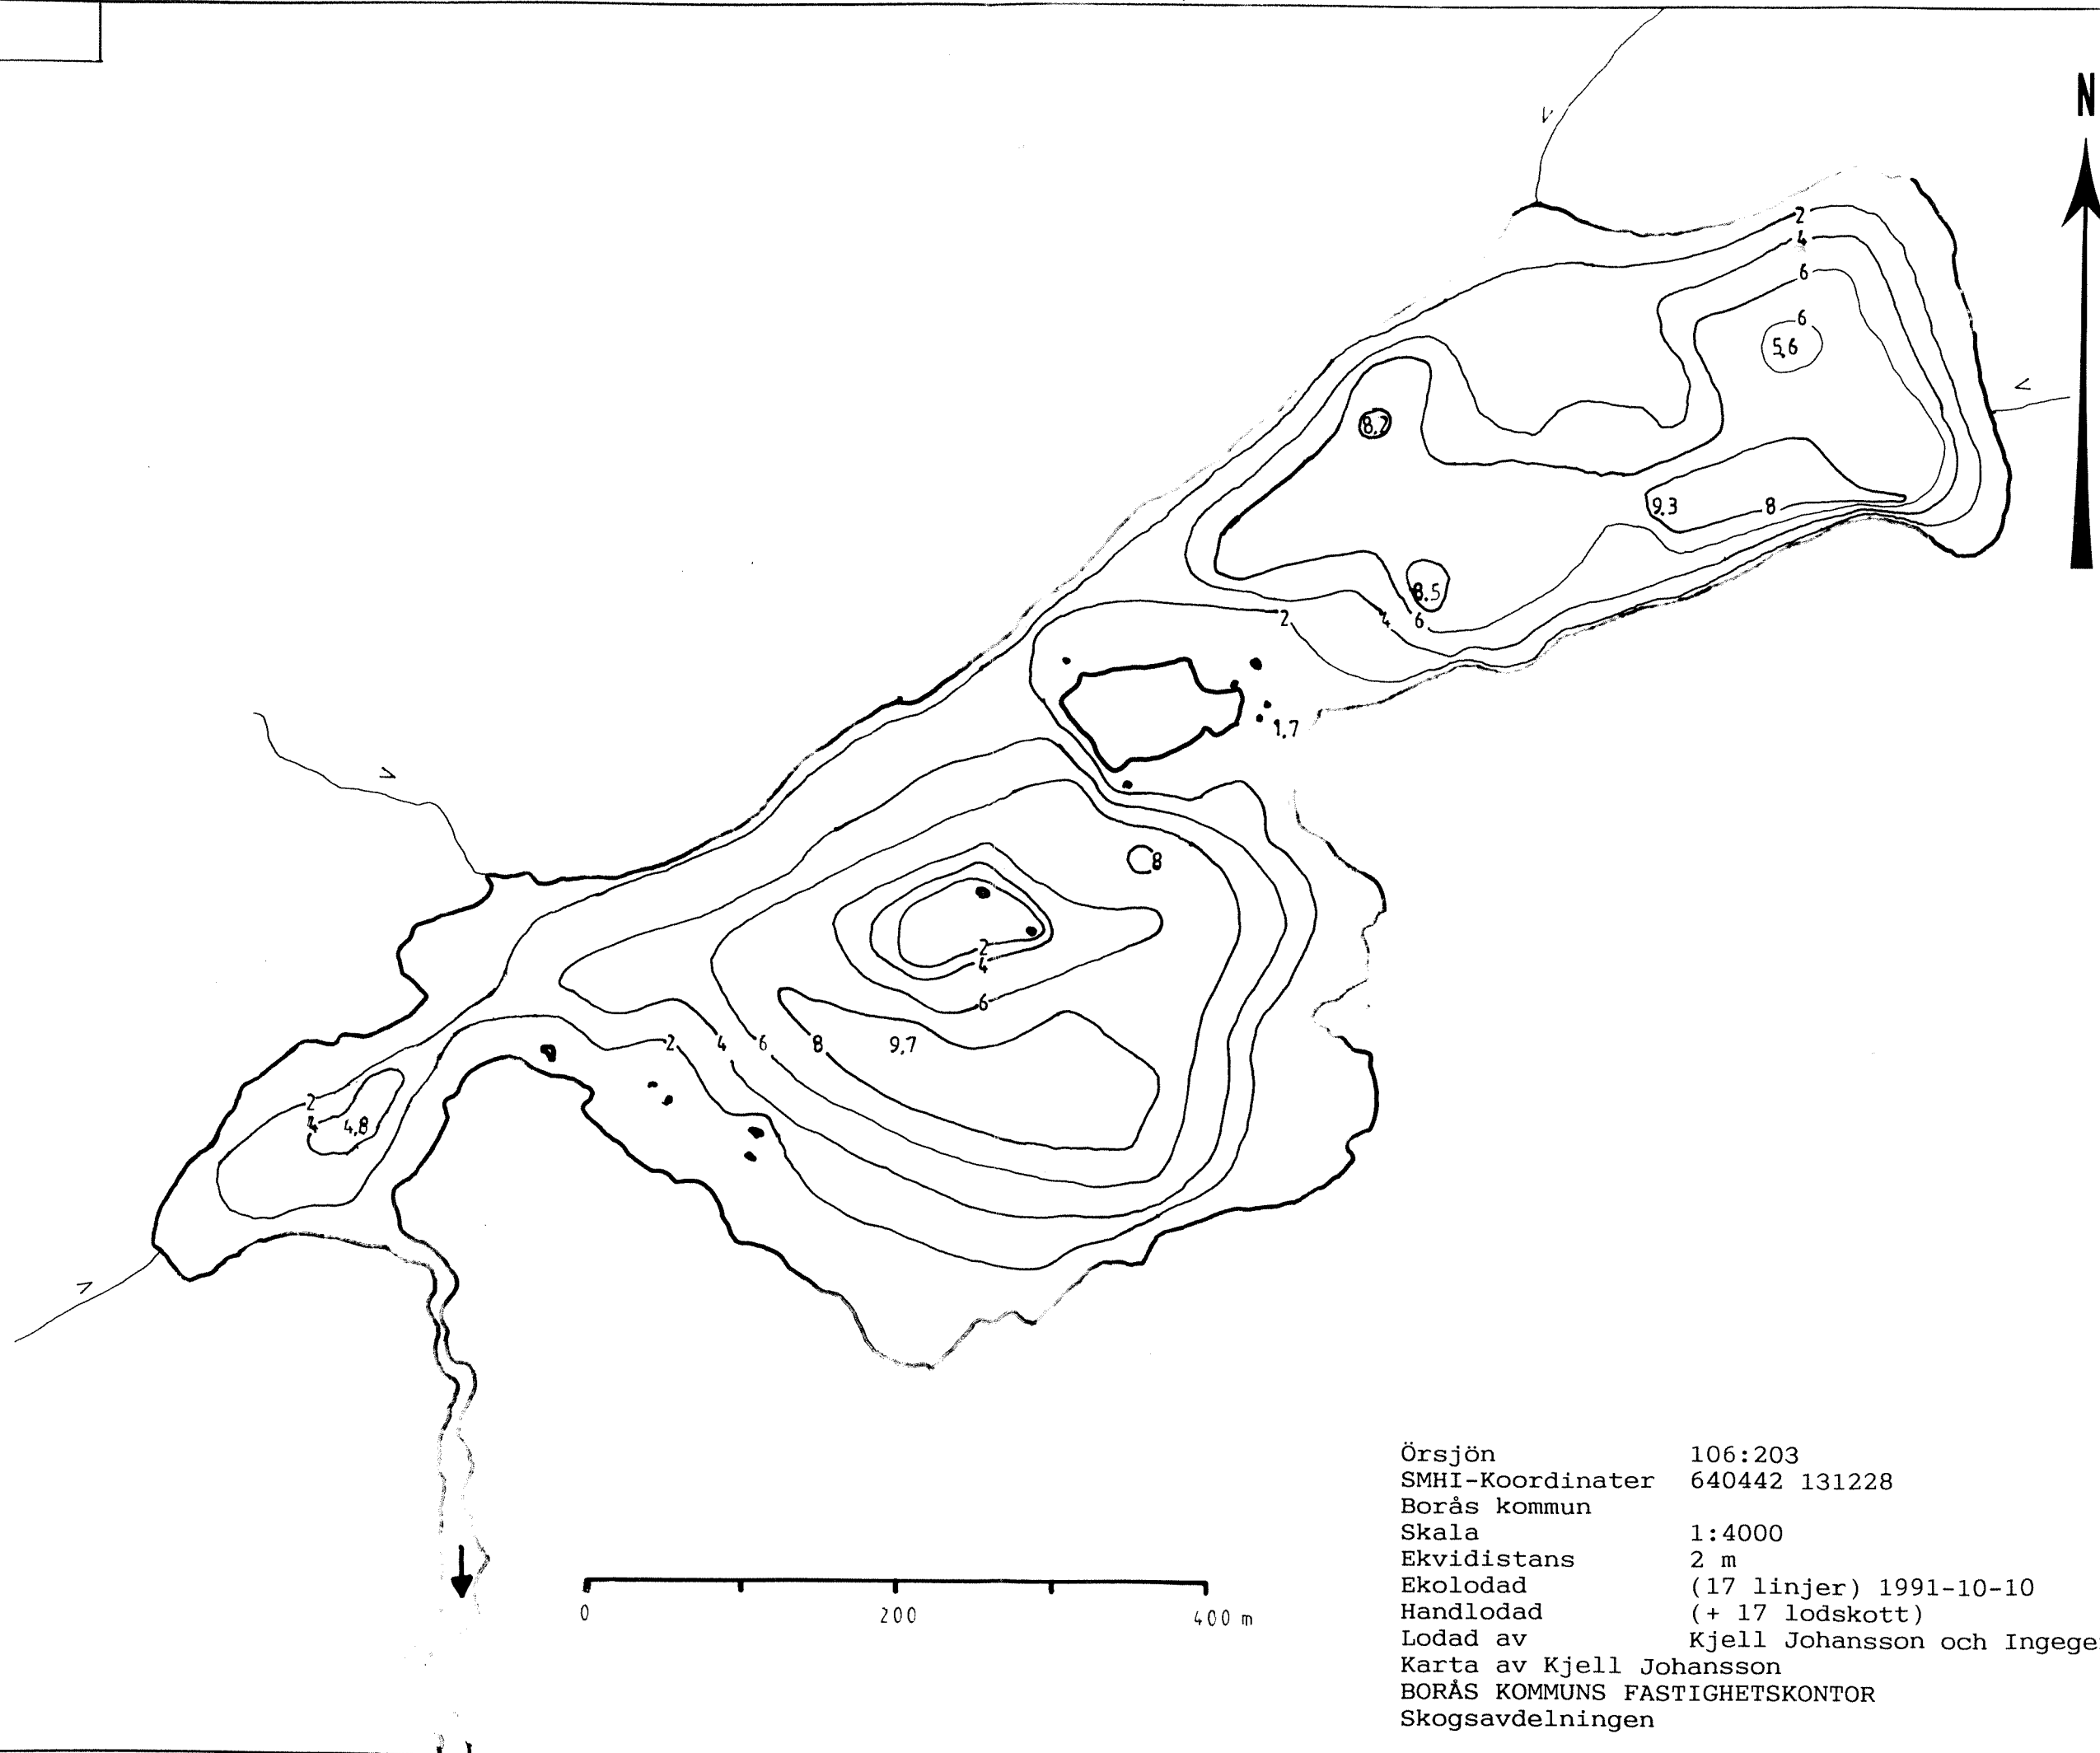 N
2
4
6
6
5,6
8,2
9,3
8
8,5
2
4
6
1,7
8
2
4
6
2
4
6
8
9,7
2
4
4,8
0
200
400 m
Örsjön 106:203
SMHI-Koordinater 640442 131228
Borås kommun
Skala 1:4000
Ekvidistans 2 m
Ekolodad (17 linjer) 1991-10-10
Handlodad (+ 17 lodskott)
Lodad av Kjell Johansson och Ingege
Karta av Kjell Johansson
BORÅS KOMMUNS FASTIGHETSKONTOR
Skogsavdelningen